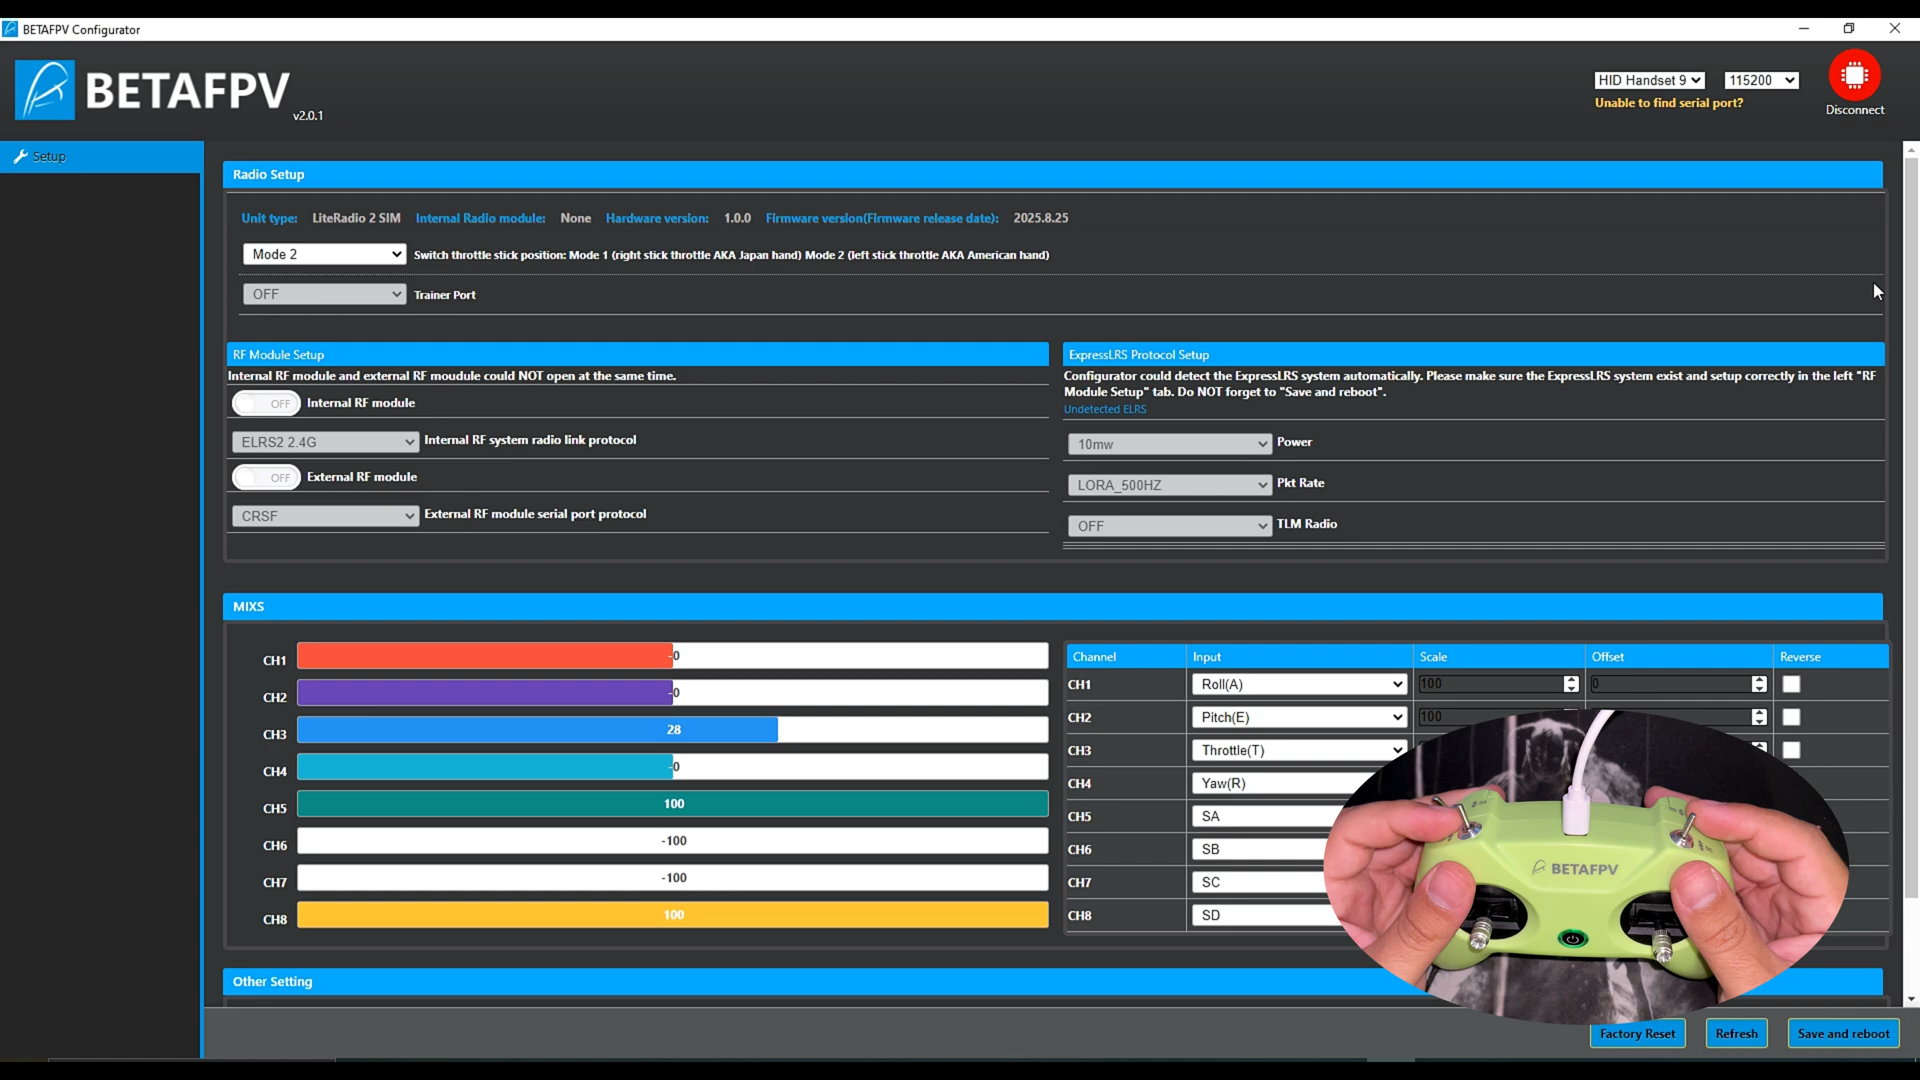 BETAFPV Configurator
BETAFPV
v2.0.1
HID Handset 9
115200
Unable to find serial port?
Disconnect
Setup
Radio Setup
Unit type: LiteRadio 2 SIM Internal Radio module: None Hardware version: 1.0.0 Firmware version(Firmware release date): 2025.8.25
Mode 2 Switch throttle stick position: Mode 1 (right stick throttle AKA Japan hand) Mode 2 (left stick throttle AKA American hand)
OFF Trainer Port
RF Module Setup
Internal RF module and external RF moudule could NOT open at the same time.
OFF Internal RF module
ELRS2 2.4G Internal RF system radio link protocol
OFF External RF module
CRSF External RF module serial port protocol
ExpressLRS Protocol Setup
Configurator could detect the ExpressLRS system automatically. Please make sure the ExpressLRS system exist and setup correctly in the left "RF
Module Setup" tab. Do NOT forget to "Save and reboot".
Undetected ELRS
10mw Power
LORA_500HZ Pkt Rate
OFF TLM Radio
MIXS
CH1 -0
CH2 -0
CH3 28
CH4 -0
CH5 100
CH6 -100
CH7 -100
CH8 100
Channel Input Scale Offset Reverse
CH1 Roll(A) 100 0
CH2 Pitch(E) 100
CH3 Throttle(T)
CH4 Yaw(R)
CH5 SA
CH6 SB
CH7 SC
CH8 SD
BETAFPV
Other Setting
Factory Reset
Refresh
Save and reboot